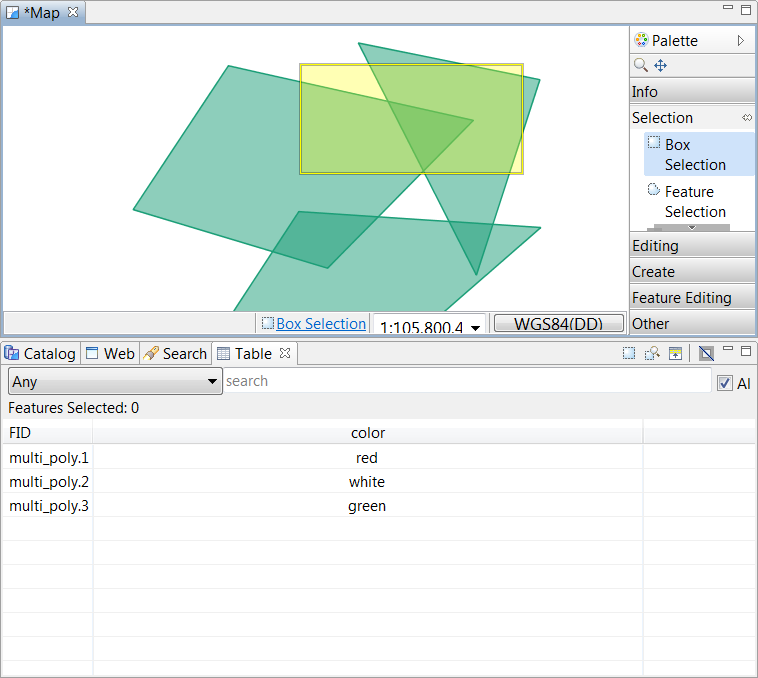 *Map
Palette
Info
Selection
Box
Selection
Feature
Selection
Editing
Create
Feature Editing
Other
Box Selection
1:105,800,4
WGS84(DD)
Catalog
Web
Search
Table
Any
search
Al
Features Selected: 0
FID color
multi_poly.1 red
multi_poly.2 white
multi_poly.3 green